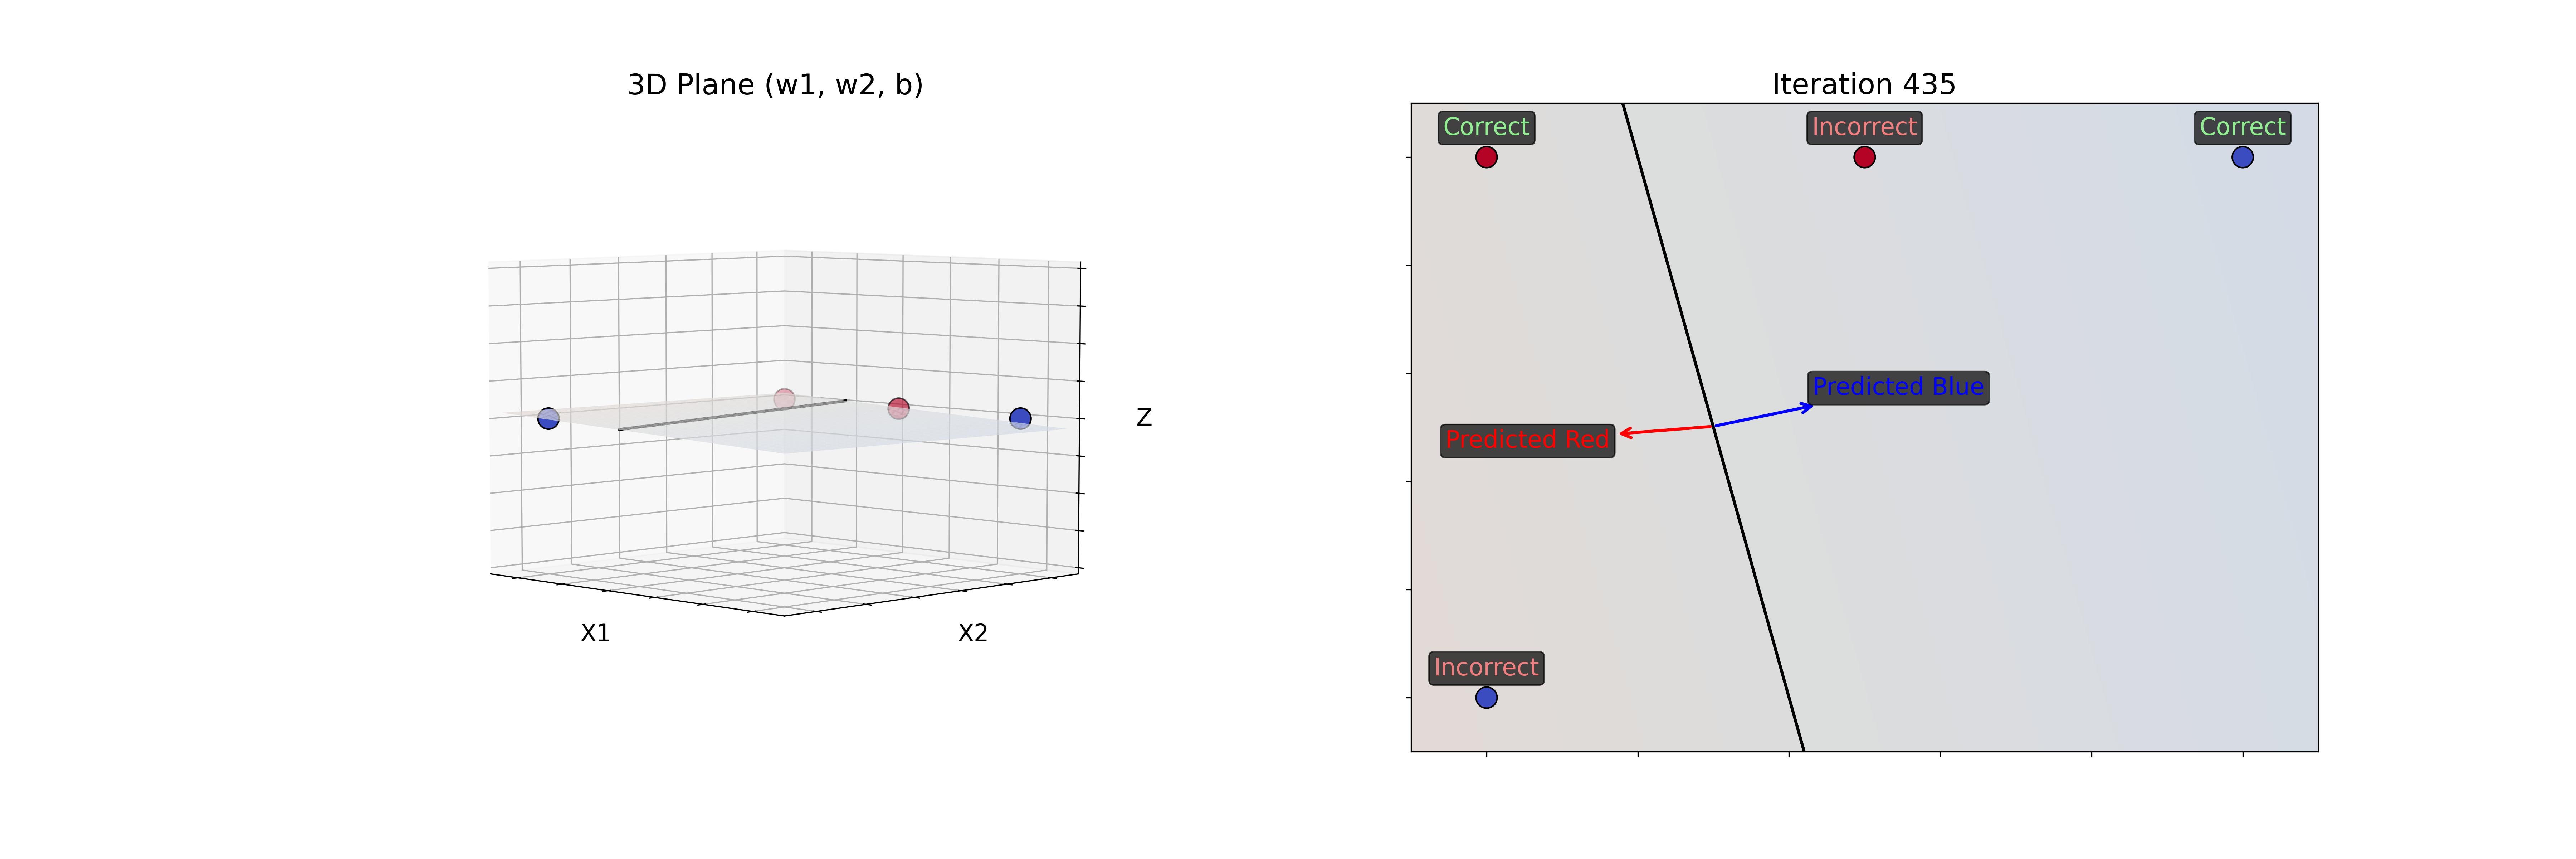 3D Plane (w1, w2, b)
Z
X1
X2
Iteration 435
Correct
Incorrect
Correct
Predicted Blue
Predicted Red
Incorrect